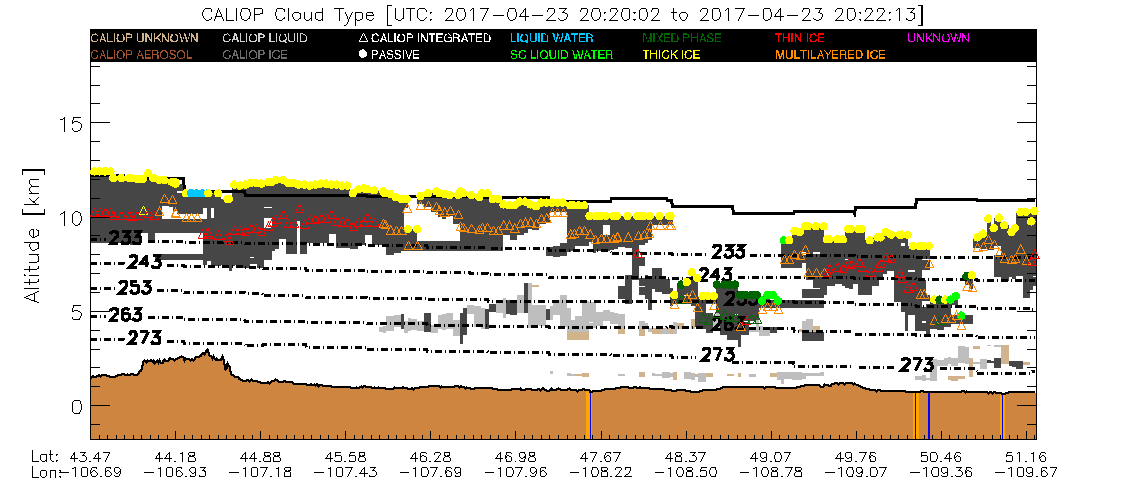 CALIOP Cloud Type [UTC: 2017-04-23 20:20:02 to 2017-04-23 20:22:13]
CALIOP UNKNOWN CALIOP LIQUID △ CALIOP INTEGRATED LIQUID WATER MIXED PHASE THIN ICE UNKNOWN
CALIOP AEROSOL CALIOP ICE ● PASSIVE SC LIQUID WATER THICK ICE MULTILAYERED ICE
Altitude [km]
15
10
5
0
233
243
253
263
273
233
243
253
263
273
273
Lat: 43.47 44.18 44.88 45.58 46.28 46.98 47.67 48.37 49.07 49.76 50.46 51.16
Lon: -106.69 -106.93 -107.18 -107.43 -107.69 -107.96 -108.22 -108.50 -108.78 -109.07 -109.36 -109.67